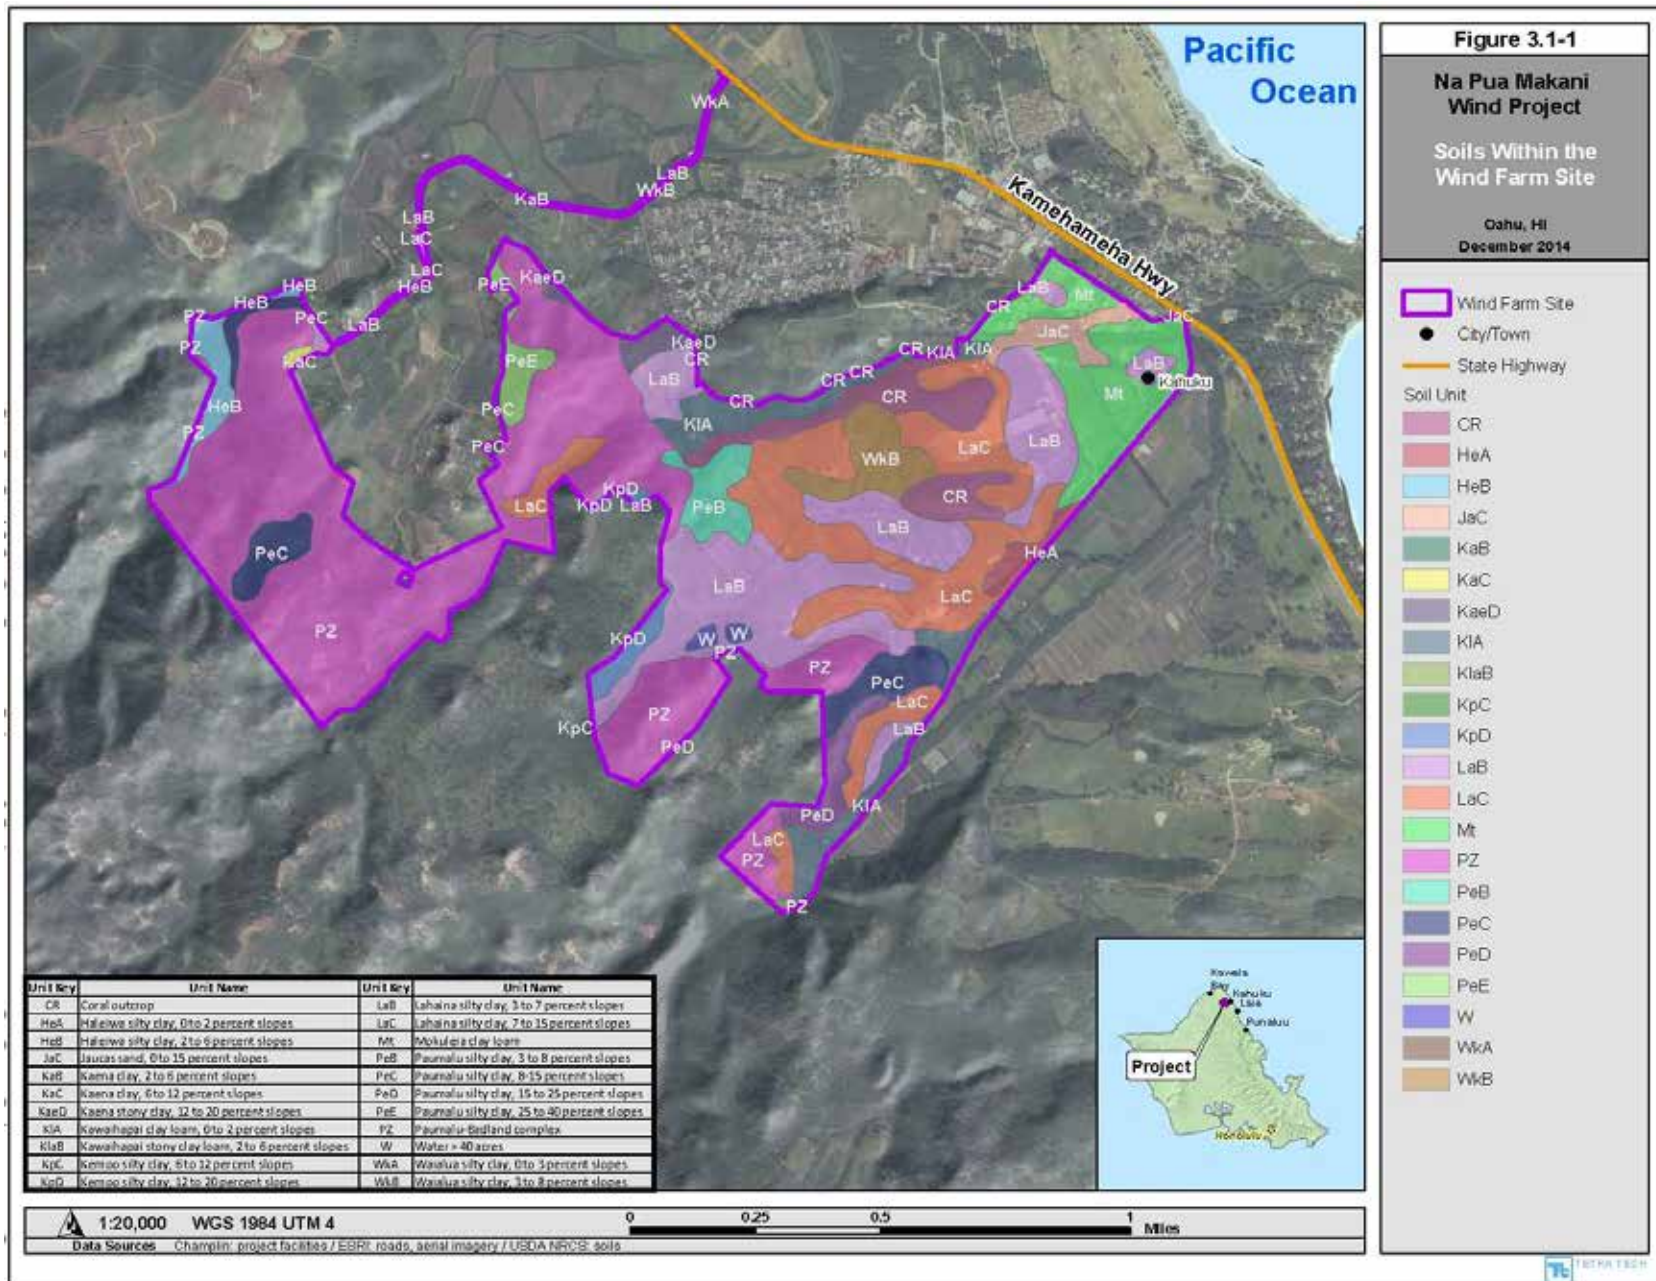 Figure 3.1-1
Na Pua Makani
Wind Project
Soils Within the
Wind Farm Site
Oahu, HI
December 2014
Wind Farm Site
City/Town
State Highway
Soil Unit
CR
HeA
HeB
JaC
KaB
KaC
KaeD
KlA
KlaB
KpC
KpD
LaB
LaC
Mt
PZ
PeB
PeC
PeD
PeE
W
WkA
WkB
Pacific
Ocean
Kamehameha Hwy
WkA
LaB
WkB
KaB
LaB
LaC
LaC
HeB
LaB
HeB
HeB
PZ
PeC
PZ
KaC
HeB
PZ
PeE
KaeD
PeE
PeC
PeC
KaeD
CR
LaB
CR
CR
CR
CR
KlA
KlA
CR
LaB
Mt
JaC
JaC
LaB
Kahuku
Mt
CR
KlA
LaC
LaB
WkB
CR
LaC
KpD
KpD
LaB
PeB
LaB
HeA
PeC
LaB
LaC
PZ
KpD
W
W
PZ
PZ
PeC
LaC
LaB
PZ
KpC
PeD
KlA
PeD
LaC
PZ
PZ
Unit Key Unit Name Unit Key Unit Name
CR Coral outcrop LaB Lahaina silty clay, 3 to 7 percent slopes
HeA Haleiwa silty clay, 0 to 2 percent slopes LaC Lahaina silty clay, 7 to 15 percent slopes
HeB Haleiwa silty clay, 2 to 6 percent slopes Mt Mokuleia clay loam
JaC Jaucas sand, 0 to 15 percent slopes PeB Paumalu silty clay, 3 to 8 percent slopes
KaB Kaena clay, 2 to 6 percent slopes PeC Paumalu silty clay, 8-15 percent slopes
KaC Kaena clay, 6 to 12 percent slopes PeD Paumalu silty clay, 15 to 25 percent slopes
KaeD Kaena stony clay, 12 to 20 percent slopes PeE Paumalu silty clay, 25 to 40 percent slopes
KlA Kawaihapai clay loam, 0 to 2 percent slopes PZ Paumalu-Badland complex
KlaB Kawaihapai stony clay loam, 2 to 6 percent slopes W Water > 40 acres
KpC Kemoo silty clay, 6 to 12 percent slopes WkA Waialua silty clay, 0 to 3 percent slopes
KpD Kemoo silty clay, 12 to 20 percent slopes WkB Waialua silty clay, 3 to 8 percent slopes
Kawela
Bay
Kahuku
Laie
Punaluu
Project
Honolulu
1:20,000 WGS 1984 UTM 4
0 0.25 0.5 1
Miles
Data Sources Champlin: project facilities / ESRI: roads, aerial imagery / USDA NRCS: soils
TETRA TECH